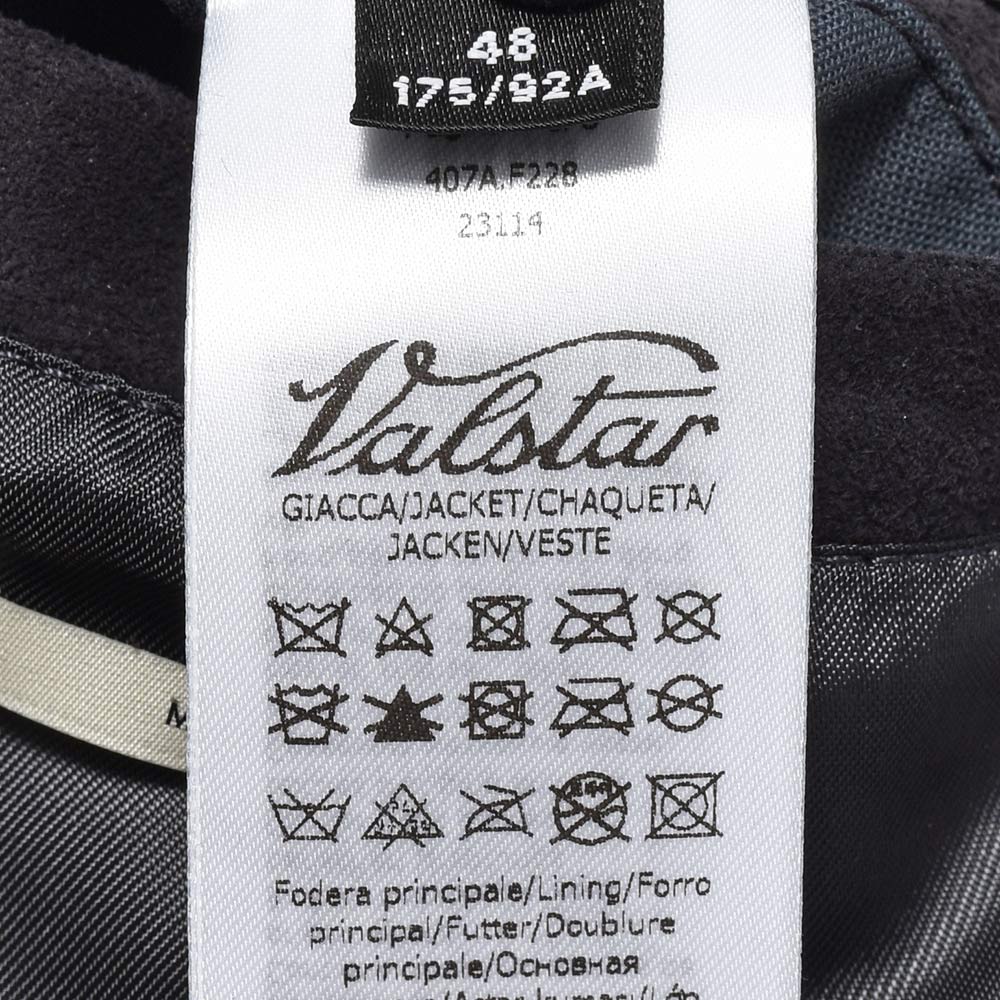 48
175/92A
407A.F228
23114
Valstar
GIACCA/JACKET/CHAQUETA/
JACKEN/VESTE
M
Fodera principale/Lining/Forro
principal/Futter/Doublure
principale/Основная